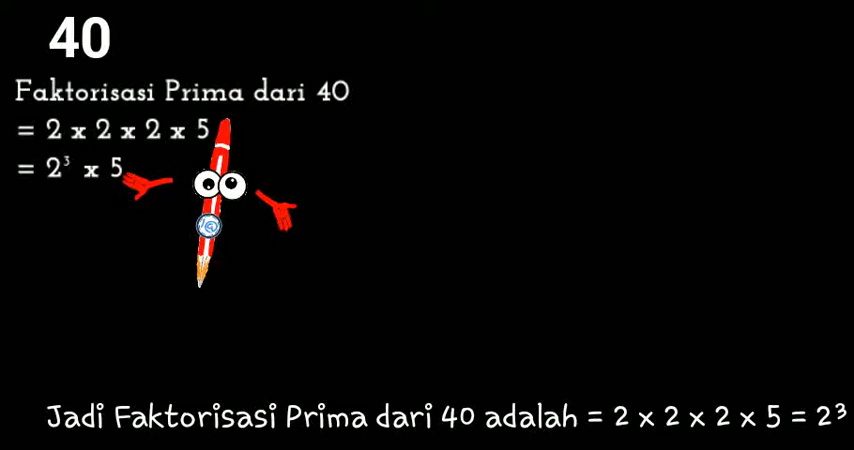 40
Faktorisasi Prima dari 40
= 2 x 2 x 2 x 5
= 2³ x 5
Jadi Faktorisasi Prima dari 40 adalah = 2 x 2 x 2 x 5 = 2³